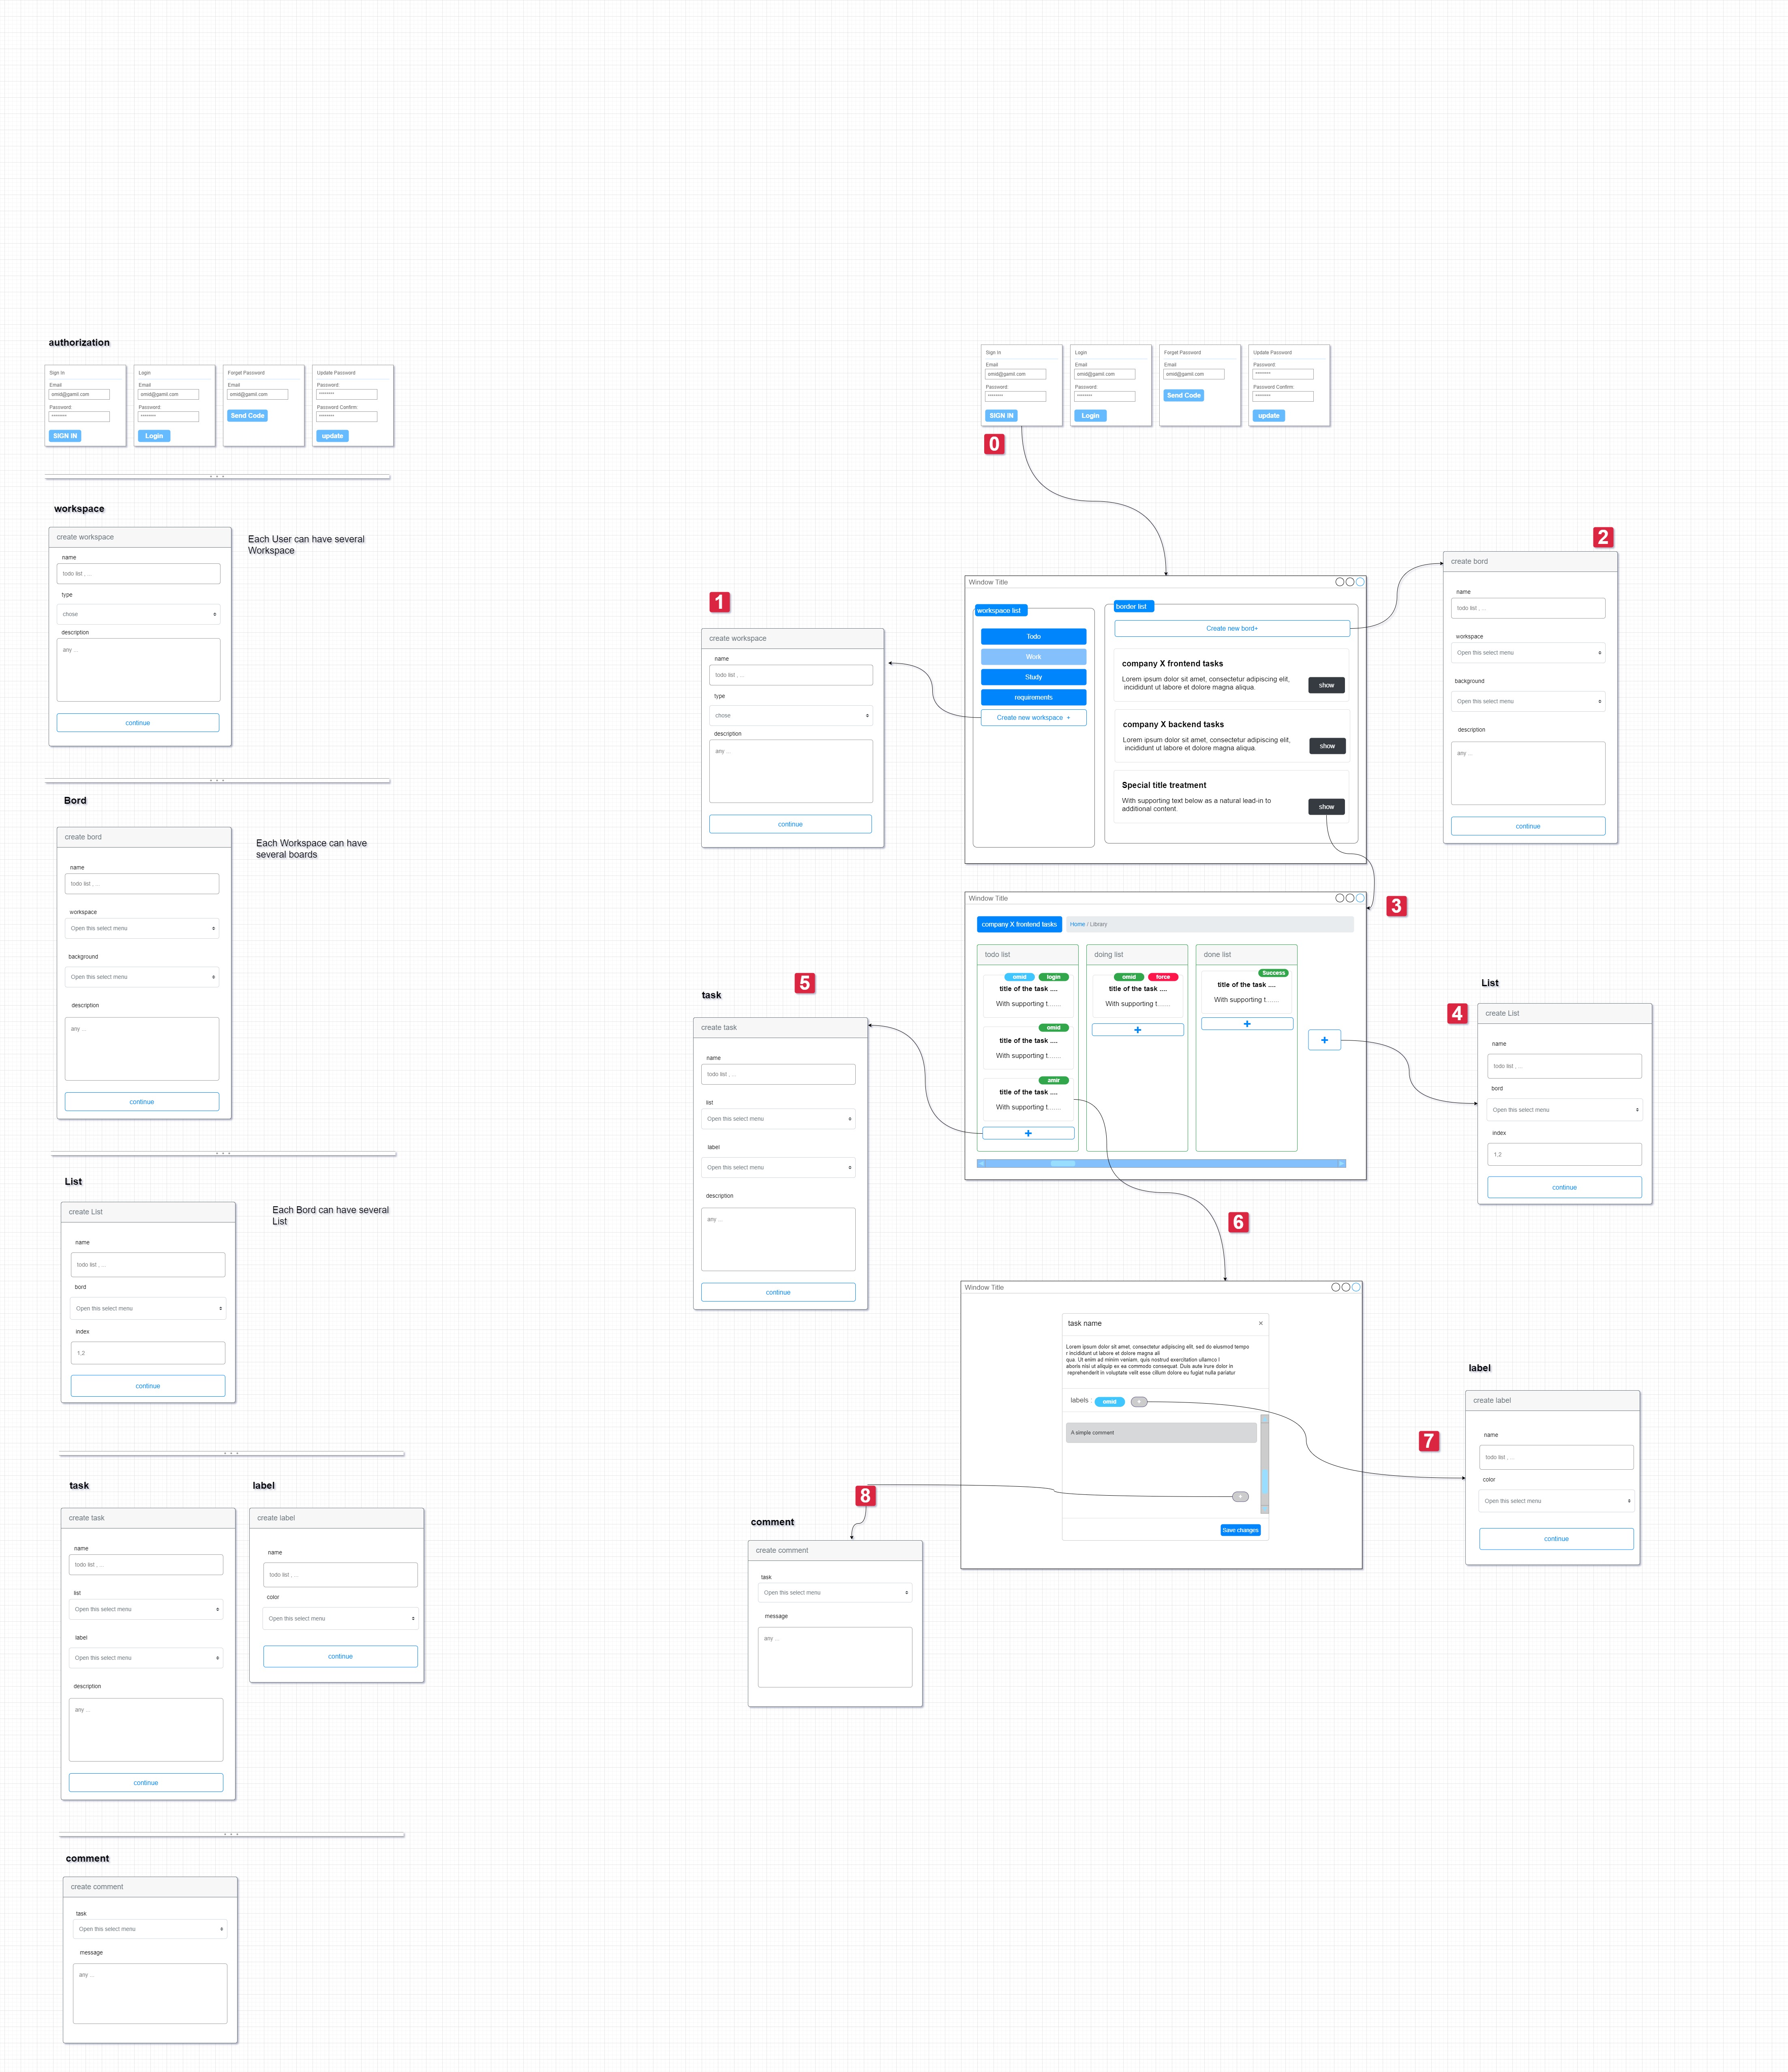 authorization
Sign In
Email
omid@gamil.com
Password:
********
SIGN IN
Login
Email
omid@gamil.com
Password:
********
Login
Forget Password
Email
omid@gamil.com
Send Code
Update Password
Password:
********
Password Confirm:
********
update
workspace
create workspace
name
todo list , ...
type
chose
description
any ...
continue
Each User can have several
Workspace
Bord
create bord
name
todo list , ...
workspace
Open this select menu
background
Open this select menu
description
any ...
continue
Each Workspace can have
several boards
List
create List
name
todo list , ...
bord
Open this select menu
index
1,2
continue
Each Bord can have several
List
task
create task
name
todo list , ...
list
Open this select menu
label
Open this select menu
description
any ...
continue
label
create label
name
todo list , ...
color
Open this select menu
continue
comment
create comment
task
Open this select menu
message
any ...
Sign In
Email
omid@gamil.com
Password:
********
SIGN IN
Login
Email
omid@gamil.com
Password:
********
Login
Forget Password
Email
omid@gamil.com
Send Code
Update Password
Password:
********
Password Confirm:
********
update
0
1
create workspace
name
todo list , ...
type
chose
description
any ...
continue
Window Title
workspace list
Todo
Work
Study
requirements
Create new workspace +
border list
Create new bord+
company X frontend tasks
Lorem ipsum dolor sit amet, consectetur adipiscing elit,
incididunt ut labore et dolore magna aliqua.
show
company X backend tasks
Lorem ipsum dolor sit amet, consectetur adipiscing elit,
incididunt ut labore et dolore magna aliqua.
show
Special title treatment
With supporting text below as a natural lead-in to
additional content
show
2
create bord
name
todo list , ...
workspace
Open this select menu
background
Open this select menu
description
any ...
continue
3
Window Title
company X frontend tasks
Home / Library
todo list
omid
login
title of the task ....
With supporting t.......
omid
title of the task ....
With supporting t.......
amir
title of the task ....
With supporting t.......
+
doing list
omid
force
title of the task ....
With supporting t.......
+
done list
Success
title of the task ....
With supporting t.......
+
+
List
4
create List
name
todo list , ...
bord
Open this select menu
index
1,2
continue
5
task
create task
name
todo list , ...
list
Open this select menu
label
Open this select menu
description
any ...
continue
6
Window Title
task name
×
Lorem ipsum dolor sit amet, consectetur adipiscing elit, sed do eiusmod tempo
r incididunt ut labore et dolore magna ali
qua. Ut enim ad minim veniam, quis nostrud exercitation ullamco l
aboris nisi ut aliquip ex ea commodo consequat. Duis aute irure dolor in
reprehenderit in voluptate velit esse cillum dolore eu fugiat nulla pariatur
labels
omid
+
A simple comment
+
Save changes
label
7
create label
name
todo list , ...
color
Open this select menu
continue
8
comment
create comment
task
Open this select menu
message
any ...